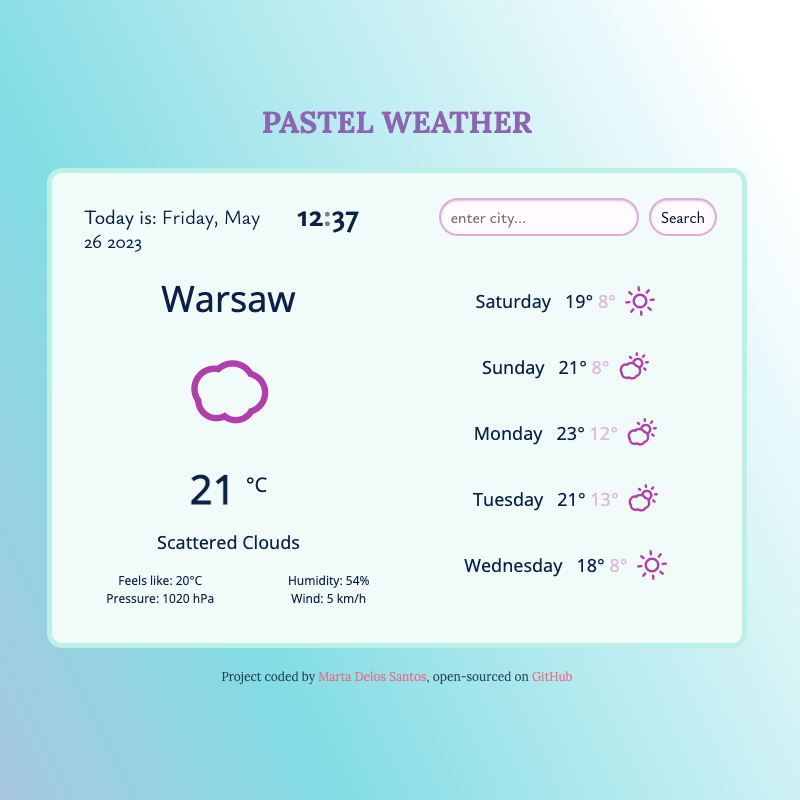 PASTEL WEATHER
Today is: Friday, May
26 2023
12:37
enter city...
Search
Warsaw
21 °C
Scattered Clouds
Feels like: 20°C
Pressure: 1020 hPa
Humidity: 54%
Wind: 5 km/h
Saturday 19° 8°
Sunday 21° 8°
Monday 23° 12°
Tuesday 21° 13°
Wednesday 18° 8°
Project coded by Marta Delos Santos, open-sourced on GitHub